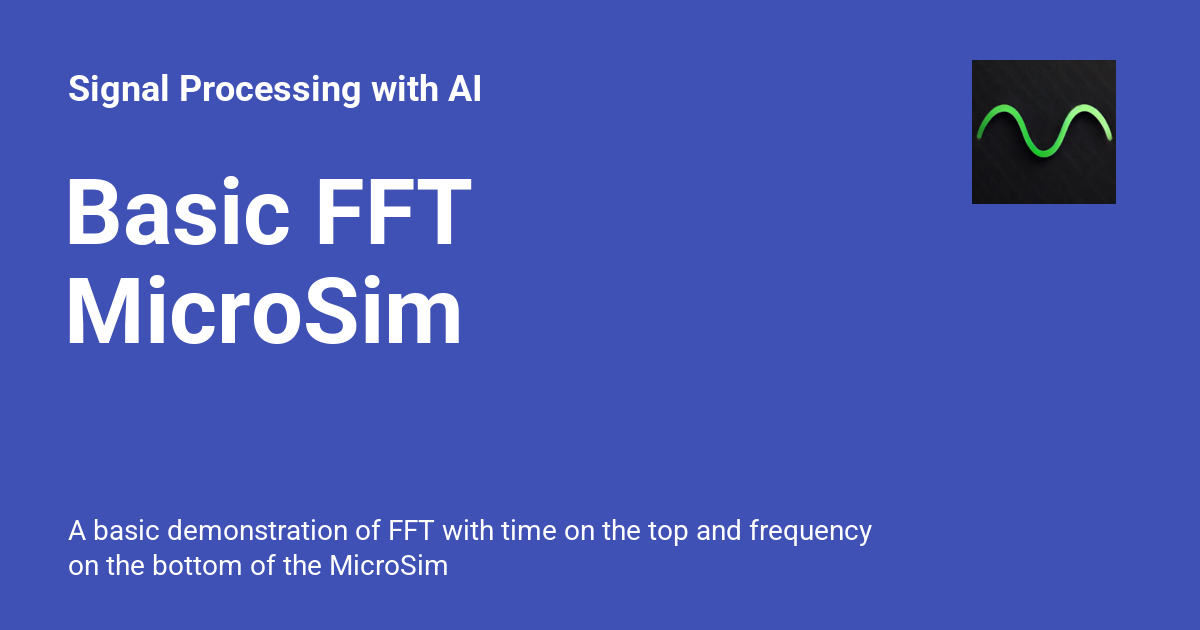 Signal Processing with AI
Basic FFT
MicroSim
A basic demonstration of FFT with time on the top and frequency
on the bottom of the MicroSim